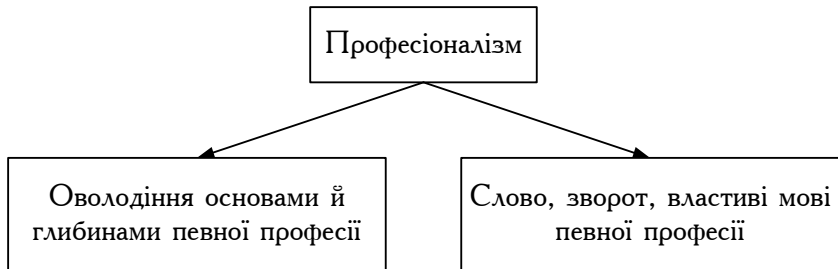 Професіоналізм
Оволодіння основами й
глибинами певної професії
Слово, зворот, властиві мові
певної професії